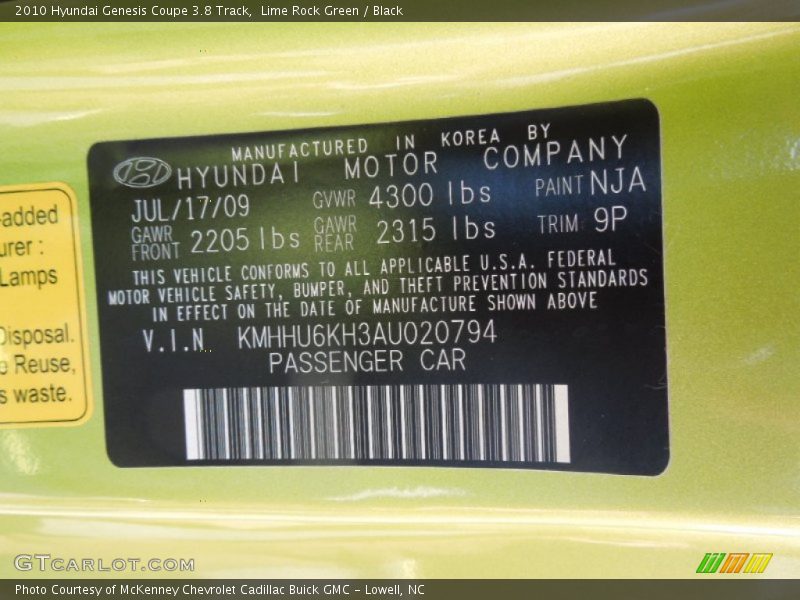 2010 Hyundai Genesis Coupe 3.8 Track, Lime Rock Green / Black
MANUFACTURED IN KOREA BY
HYUNDAI MOTOR COMPANY
JUL/17/09 GVWR 4300 lbs PAINT NJA
GAWR FRONT 2205 lbs GAWR REAR 2315 lbs TRIM 9P
THIS VEHICLE CONFORMS TO ALL APPLICABLE U.S.A. FEDERAL
MOTOR VEHICLE SAFETY, BUMPER, AND THEFT PREVENTION STANDARDS
IN EFFECT ON THE DATE OF MANUFACTURE SHOWN ABOVE
V.I.N. KMHHU6KH3AU020794
PASSENGER CAR
-added
urer :
Lamps
Disposal.
Reuse,
s waste.
GTCARLOT.COM
Photo Courtesy of McKenney Chevrolet Cadillac Buick GMC - Lowell, NC